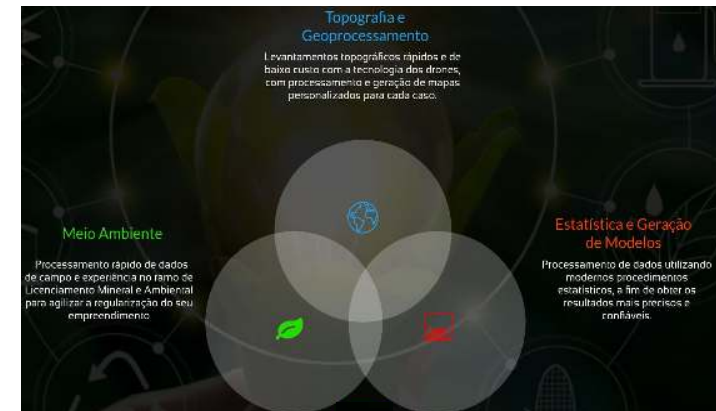 Topografia e
Geoprocessamento
Levantamentos topográficos rápidos e de
baixo custo com a tecnologia dos drones,
com processamento e geração de mapas
personalizados para cada caso.
Meio Ambiente
Processamento rápido de dados
de campo e experiência no ramo de
Licenciamento Mineral e Ambiental
para agilizar a regularização do seu
empreendimento
Estatística e Geração
de Modelos
Processamento de dados utilizando
modernos procedimentos
estatísticos, a fim de obter os
resultados mais precisos e
confiáveis.